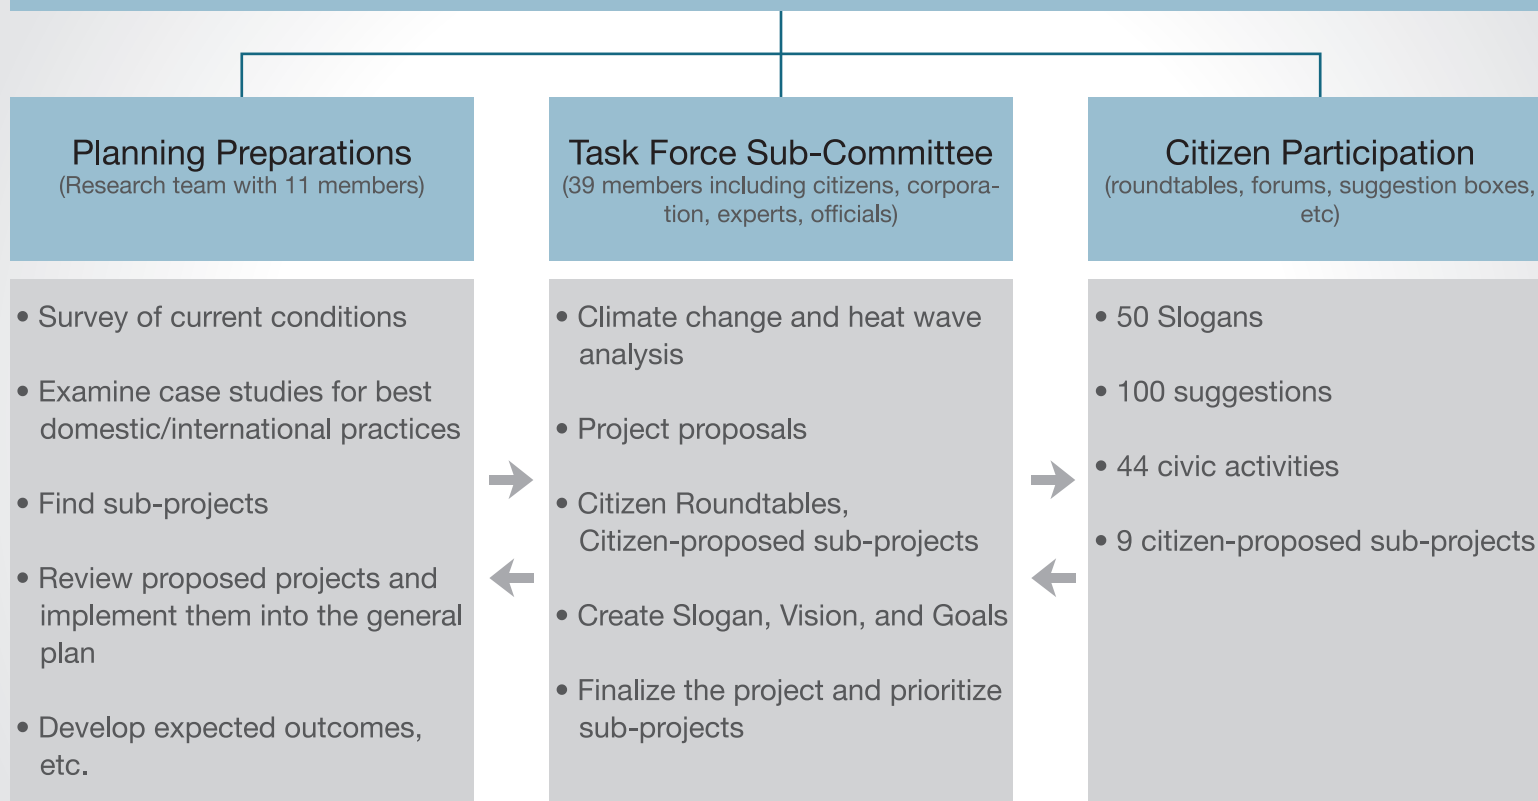 Planning Preparations
(Research team with 11 members)
• Survey of current conditions
• Examine case studies for best
domestic/international practices
• Find sub-projects
• Review proposed projects and
implement them into the general
plan
• Develop expected outcomes,
etc.
Task Force Sub-Committee
(39 members including citizens, corpora-
tion, experts, officials)
• Climate change and heat wave
analysis
• Project proposals
• Citizen Roundtables,
Citizen-proposed sub-projects
• Create Slogan, Vision, and Goals
• Finalize the project and prioritize
sub-projects
Citizen Participation
(roundtables, forums, suggestion boxes,
etc)
• 50 Slogans
• 100 suggestions
• 44 civic activities
• 9 citizen-proposed sub-projects